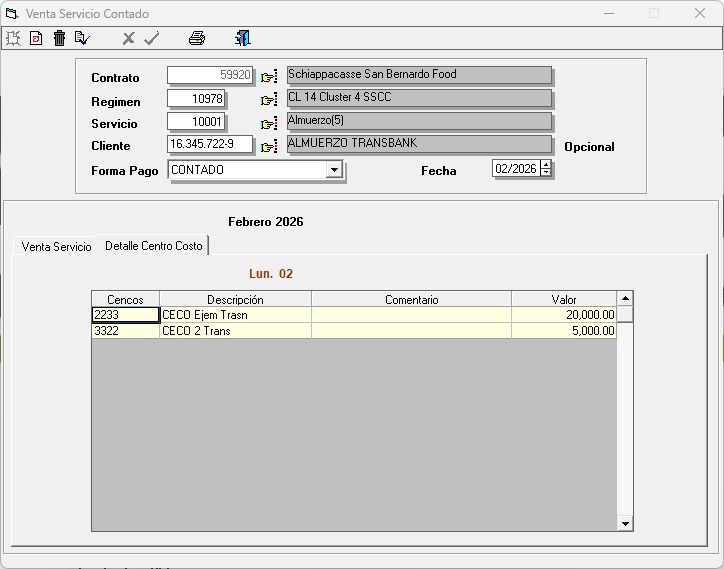 Venta Servicio Contado
Contrato 59920 Schiappacasse San Bernardo Food
Regimen 10978 CL 14 Cluster 4 SSCC
Servicio 10001 Almuerzo(5)
Cliente 16.345.722-9 ALMUERZO TRANSBANK Opcional
Forma Pago CONTADO Fecha 02/2026
Febrero 2026
Venta Servicio Detalle Centro Costo
Lun. 02
Cencos Descripción Comentario Valor
2233 CECO Ejem Trasn 20,000.00
3322 CECO 2 Trans 5,000.00